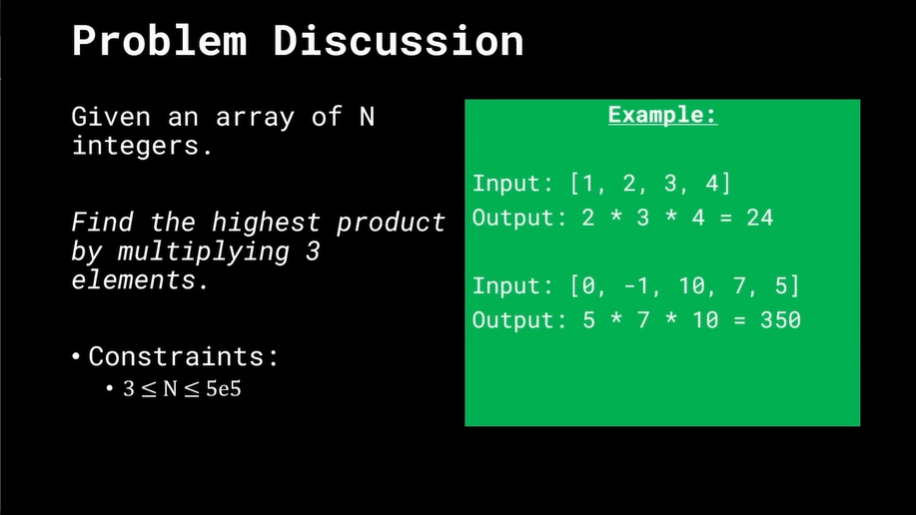 Problem Discussion
Given an array of N
integers.
Find the highest product
by multiplying 3
elements.
• Constraints:
• 3 ≤ N ≤ 5e5
Example:
Input: [1, 2, 3, 4]
Output: 2 * 3 * 4 = 24
Input: [0, -1, 10, 7, 5]
Output: 5 * 7 * 10 = 350